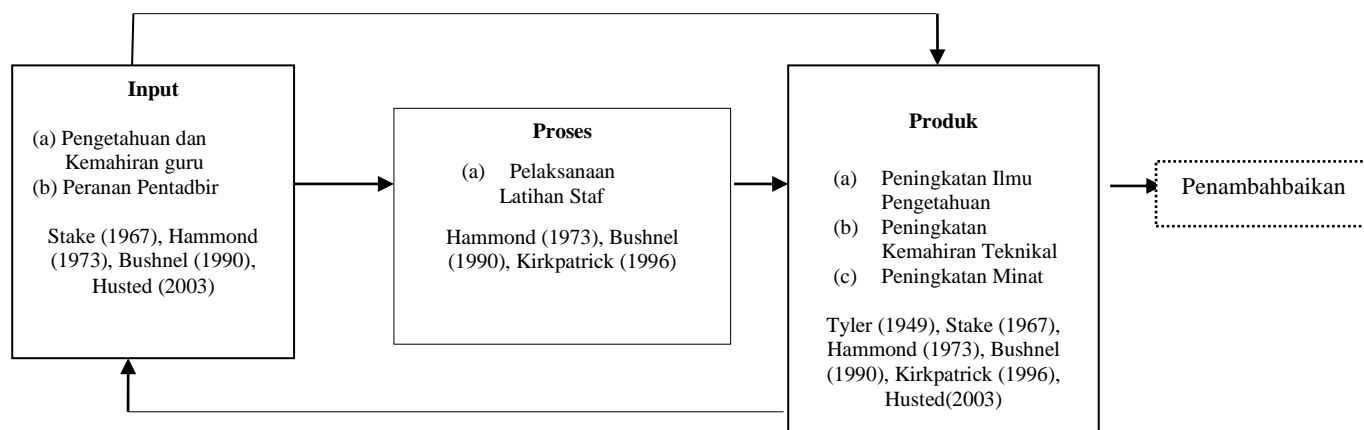 Input
(a) Pengetahuan dan
Kemahiran guru
(b) Peranan Pentadbir
Stake (1967), Hammond
(1973), Bushnel (1990),
Husted (2003)
Proses
(a) Pelaksanaan
Latihan Staf
Hammond (1973), Bushnel
(1990), Kirkpatrick (1996)
Produk
(a) Peningkatan Ilmu
Pengetahuan
(b) Peningkatan
Kemahiran Teknikal
(c) Peningkatan Minat
Tyler (1949), Stake (1967),
Hammond (1973), Bushnel
(1990), Kirkpatrick (1996),
Husted(2003)
Penambahbaikan